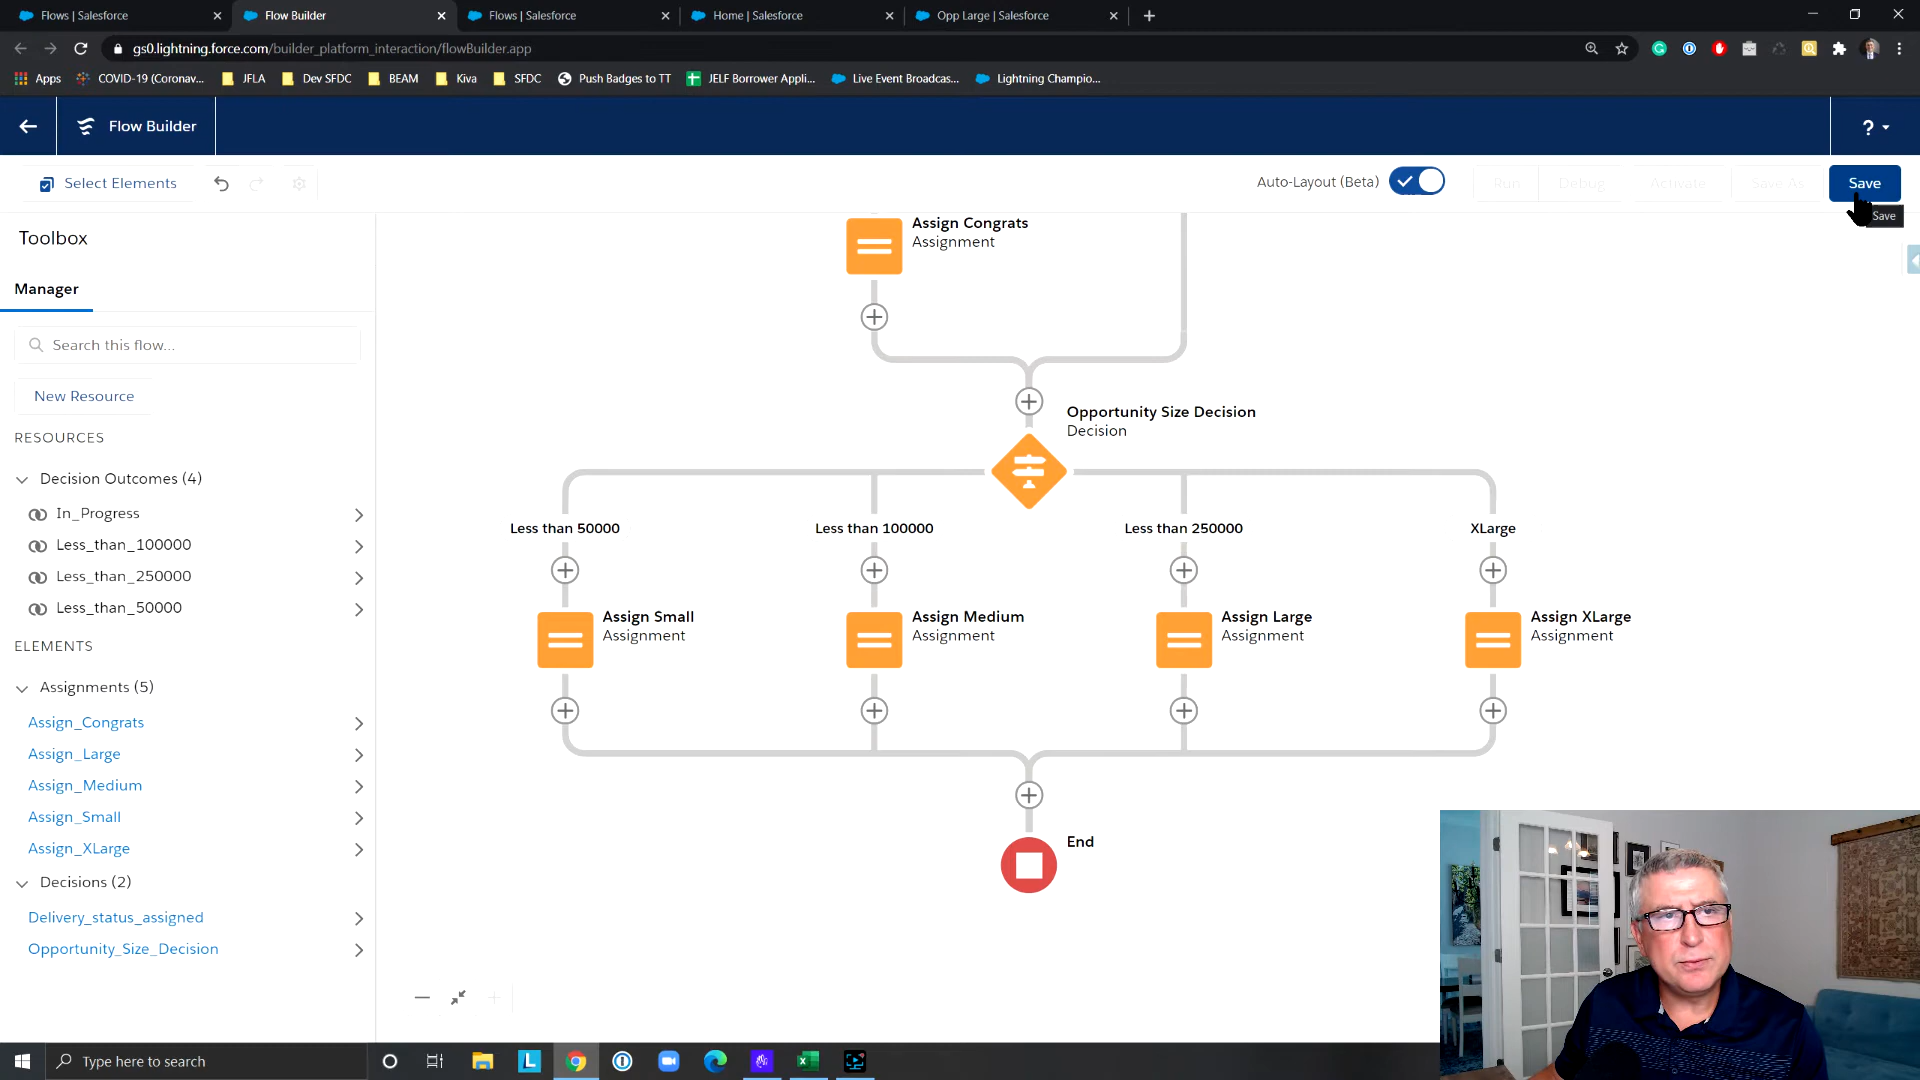 Flows | Salesforce
Flow Builder
Flows | Salesforce
Home | Salesforce
Opp Large | Salesforce
gs0.lightning.force.com/builder_platform_interaction/flowBuilder.app
Apps
COVID-19 (Coronav...
JFLA
Dev SFDC
BEAM
Kiva
SFDC
Push Badges to TT
JELF Borrower Appli...
Live Event Broadcas...
Lightning Champio...
Flow Builder
?
Select Elements
Auto-Layout (Beta)
Run
Debug
Activate
Save As
Save
Save
Toolbox
Manager
Search this flow...
New Resource
RESOURCES
Decision Outcomes (4)
In_Progress
Less_than_100000
Less_than_250000
Less_than_50000
ELEMENTS
Assignments (5)
Assign_Congrats
Assign_Large
Assign_Medium
Assign_Small
Assign_XLarge
Decisions (2)
Delivery_status_assigned
Opportunity_Size_Decision
Assign Congrats
Assignment
Opportunity Size Decision
Decision
Less than 50000
Less than 100000
Less than 250000
XLarge
Assign Small
Assignment
Assign Medium
Assignment
Assign Large
Assignment
Assign XLarge
Assignment
End
Type here to search